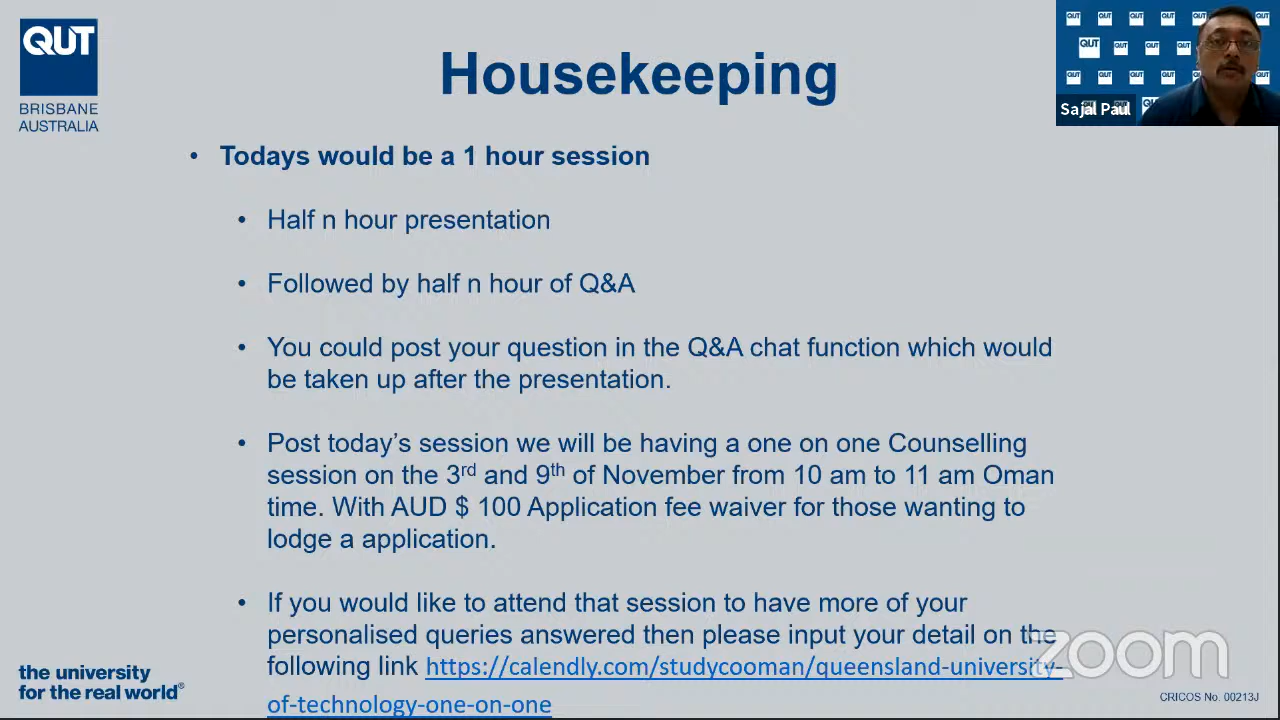 QUT
BRISBANE
AUSTRALIA
Housekeeping
Sajal Paul
• Todays would be a 1 hour session
• Half n hour presentation
• Followed by half n hour of Q&A
• You could post your question in the Q&A chat function which would
be taken up after the presentation.
• Post today’s session we will be having a one on one Counselling
session on the 3rd and 9th of November from 10 am to 11 am Oman
time. With AUD $ 100 Application fee waiver for those wanting to
lodge a application.
• If you would like to attend that session to have more of your
personalised queries answered then please input your detail on the
following link https://calendly.com/studycooman/queensland-university-
of-technology-one-on-one
the university
for the real world®
zoom
CRICOS No. 00213J